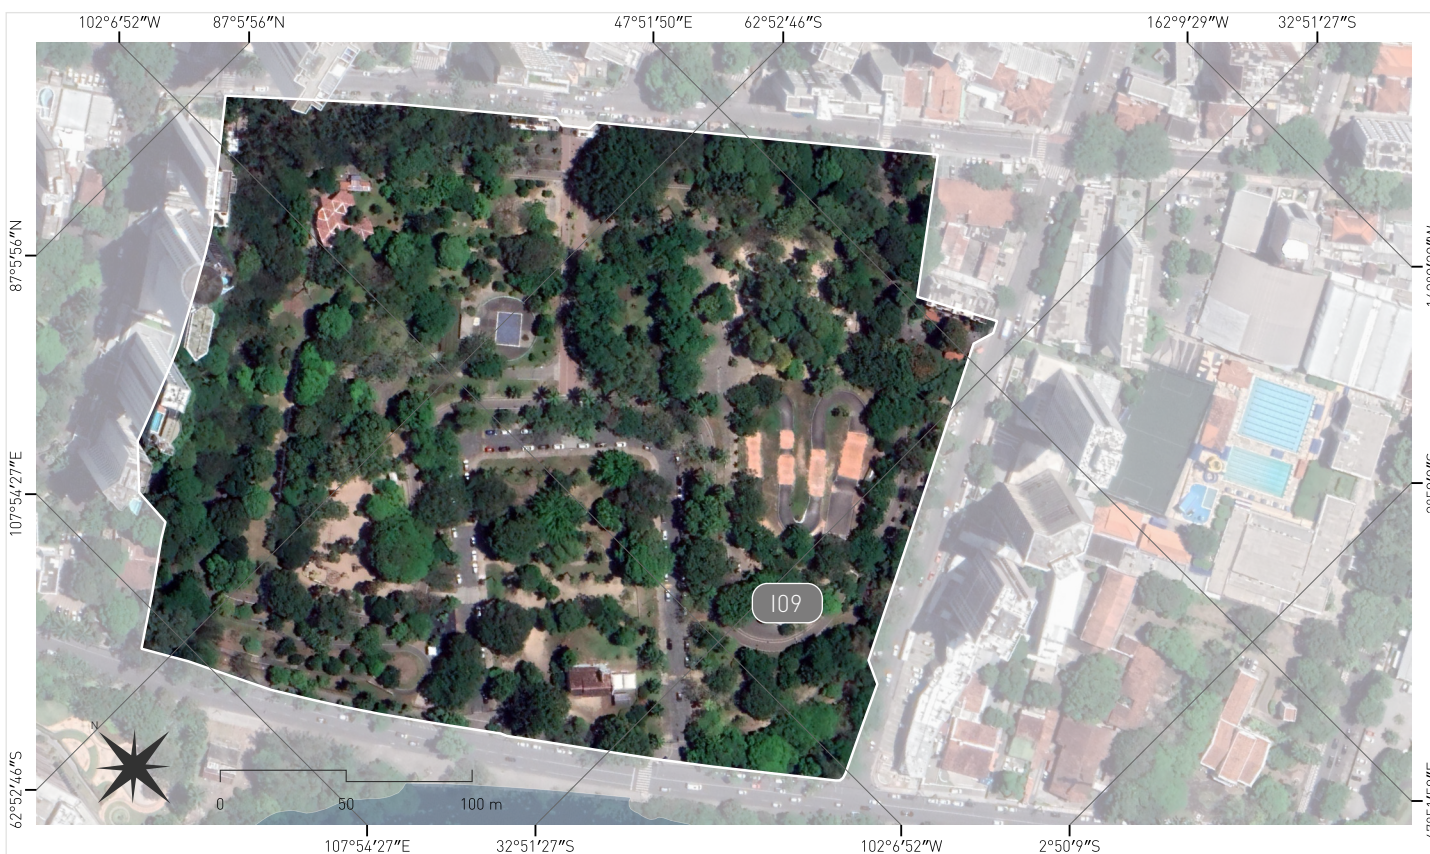 102°6′52″W 87°5′56″N 47°51′50″E 62°52′46″S 162°9′29″W 32°51′27″S
87°5′56″N
107°54′27″E
I09
N
62°52′46″S
0 50 100 m
107°54′27″E 32°51′27″S 102°6′52″W 2°50′9″S